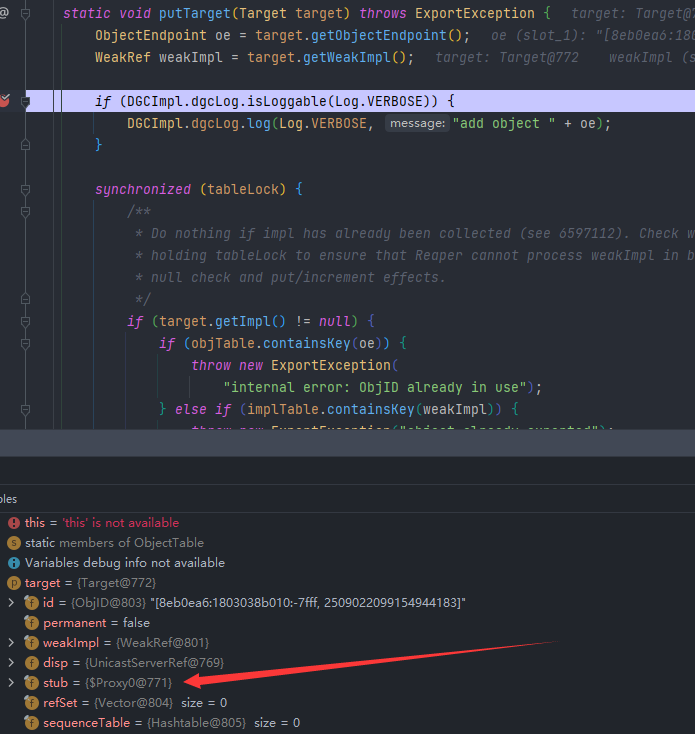 @ static void putTarget(Target target) throws ExportException { target: Target@7
ObjectEndpoint oe = target.getObjectEndpoint(); oe (slot_1): "[8eb0ea6:180
WeakRef weakImpl = target.getWeakImpl(); target: Target@772 weakImpl (s
if (DGCImpl.dgcLog.isLoggable(Log.VERBOSE)) {
DGCImpl.dgcLog.log(Log.VERBOSE, message: "add object " + oe);
}
synchronized (tableLock) {
/**
* Do nothing if impl has already been collected (see 6597112). Check w
* holding tableLock to ensure that Reaper cannot process weakImpl in b
* null check and put/increment effects.
*/
if (target.getImpl() != null) {
if (objTable.containsKey(oe)) {
throw new ExportException(
"internal error: ObjID already in use");
} else if (implTable.containsKey(weakImpl)) {
throw new ExportException("object already exported");
bles
this = 'this' is not available
s static members of ObjectTable
i Variables debug info not available
p target = {Target@772}
f id = {ObjID@803} "[8eb0ea6:1803038b010:-7fff, 2509022099154944183]"
f permanent = false
f weakImpl = {WeakRef@801}
f disp = {UnicastServerRef@769}
f stub = {$Proxy0@771}
f refSet = {Vector@804} size = 0
f sequenceTable = {Hashtable@805} size = 0